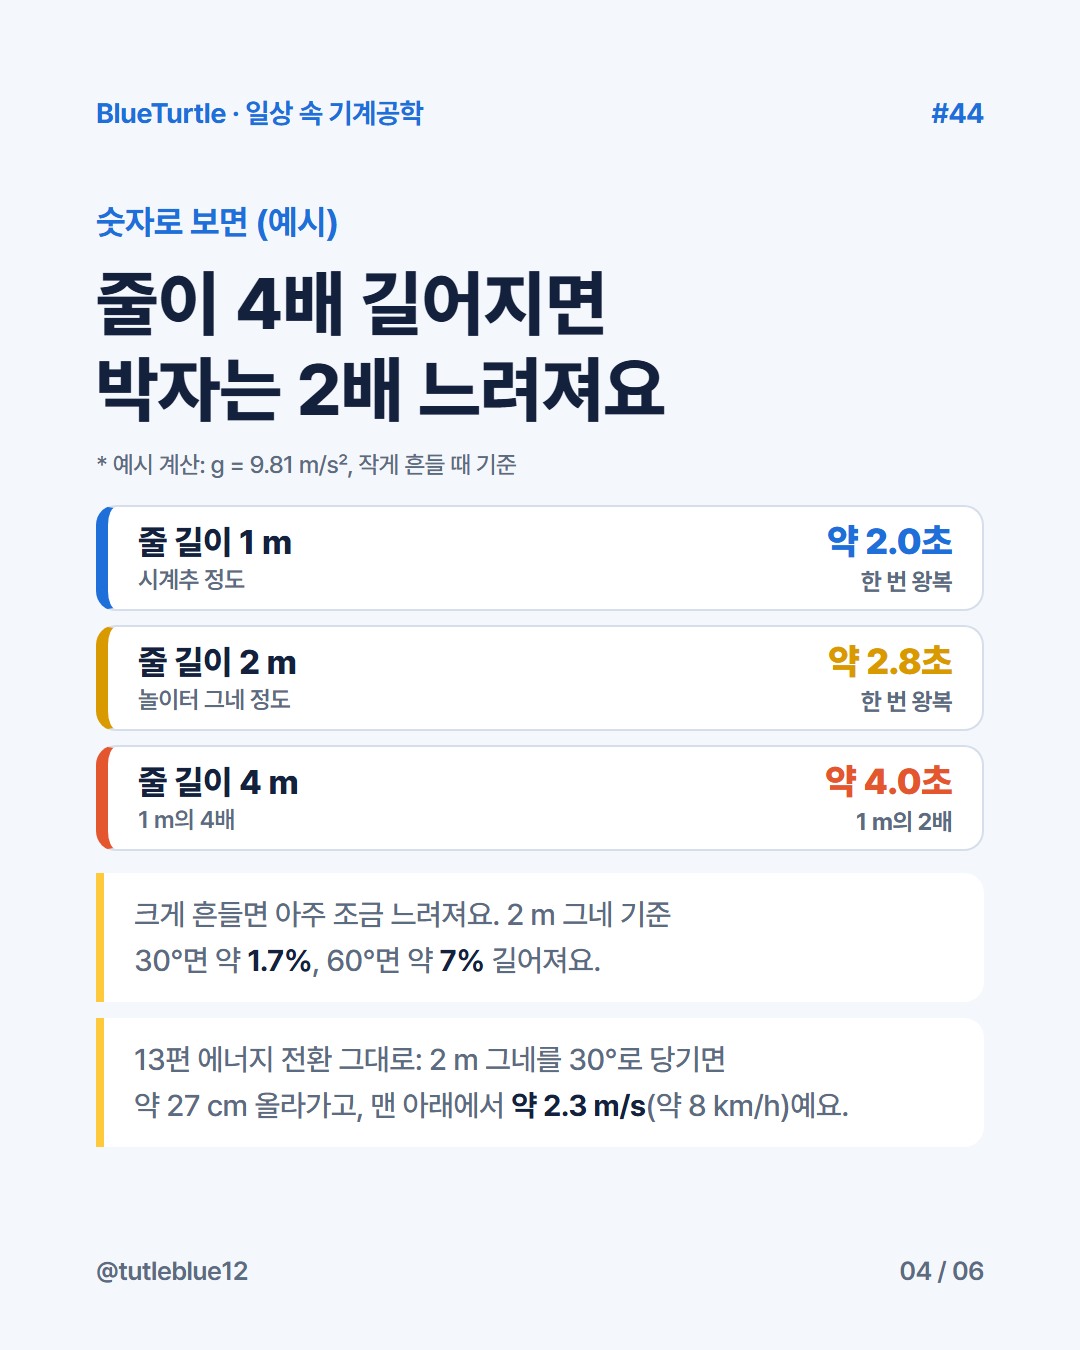 BlueTurtle · 일상 속 기계공학
#44
숫자로 보면 (예시)
줄이 4배 길어지면
박자는 2배 느려져요
* 예시 계산: g = 9.81 m/s², 작게 흔들 때 기준
줄 길이 1 m
시계추 정도
약 2.0초
한 번 왕복
줄 길이 2 m
놀이터 그네 정도
약 2.8초
한 번 왕복
줄 길이 4 m
1 m의 4배
약 4.0초
1 m의 2배
크게 흔들면 아주 조금 느려져요. 2 m 그네 기준
30°면 약 1.7%, 60°면 약 7% 길어져요.
13편 에너지 전환 그대로: 2 m 그네를 30°로 당기면
약 27 cm 올라가고, 맨 아래에서 약 2.3 m/s(약 8 km/h)예요.
@tutleblue12
04 / 06